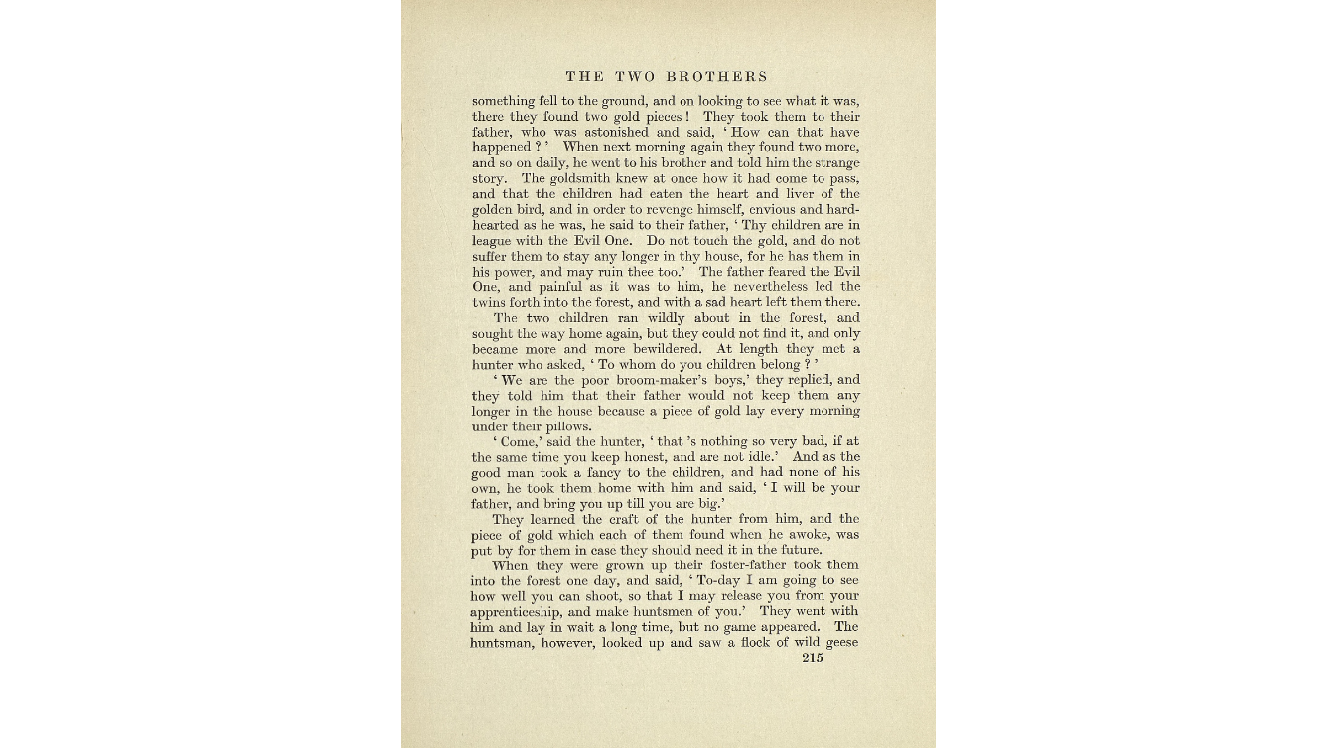 THE TWO BROTHERS
something fell to the ground, and on looking to see what it was,
there they found two gold pieces! They took them to their
father, who was astonished and said, ‘How can that have
happened?’ When next morning again they found two more,
and so on daily, he went to his brother and told him the strange
story. The goldsmith knew at once how it had come to pass,
and that the children had eaten the heart and liver of the
golden bird, and in order to revenge himself, envious and hard-
hearted as he was, he said to their father, ‘Thy children are in
league with the Evil One. Do not touch the gold, and do not
suffer them to stay any longer in thy house, for he has them in
his power, and may ruin thee too.’ The father feared the Evil
One, and painful as it was to him, he nevertheless led the
twins forth into the forest, and with a sad heart left them there.
The two children ran wildly about in the forest, and
sought the way home again, but they could not find it, and only
became more and more bewildered. At length they met a
hunter who asked, ‘To whom do you children belong?’
‘We are the poor broom-maker's boys,’ they replied, and
they told him that their father would not keep them any
longer in the house because a piece of gold lay every morning
under their pillows.
‘Come,’ said the hunter, ‘that 's nothing so very bad, if at
the same time you keep honest, and are not idle.’ And as the
good man took a fancy to the children, and had none of his
own, he took them home with him and said, ‘I will be your
father, and bring you up till you are big.’
They learned the craft of the hunter from him, and the
piece of gold which each of them found when he awoke, was
put by for them in case they should need it in the future.
When they were grown up their foster-father took them
into the forest one day, and said, ‘To-day I am going to see
how well you can shoot, so that I may release you from your
apprenticeship, and make huntsmen of you.’ They went with
him and lay in wait a long time, but no game appeared. The
huntsman, however, looked up and saw a flock of wild geese
215